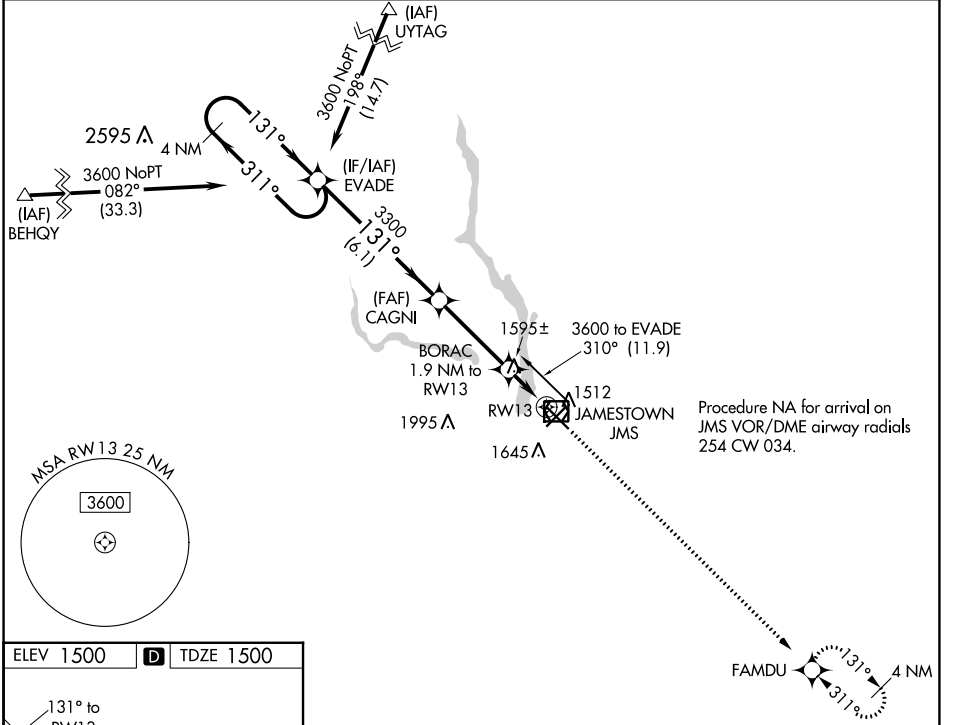 (IAF)
UYTAG
3600 NoPT
198°
(14.7)
2595
4 NM
131°
311°
(IF/IAF)
EVADE
3600 NoPT
082°
(33.3)
(IAF)
BEHQY
3300
131°
(6.1)
(FAF)
CAGNI
1595±
3600 to EVADE
310° (11.9)
BORAC
1.9 NM to
RW13
1512
RW13
JAMESTOWN
JMS
1995
1645
Procedure NA for arrival on
JMS VOR/DME airway radials
254 CW 034.
MSA RW13 25 NM
3600
ELEV 1500 D TDZE 1500
131° to
RW13
FAMDU
131°
311°
4 NM